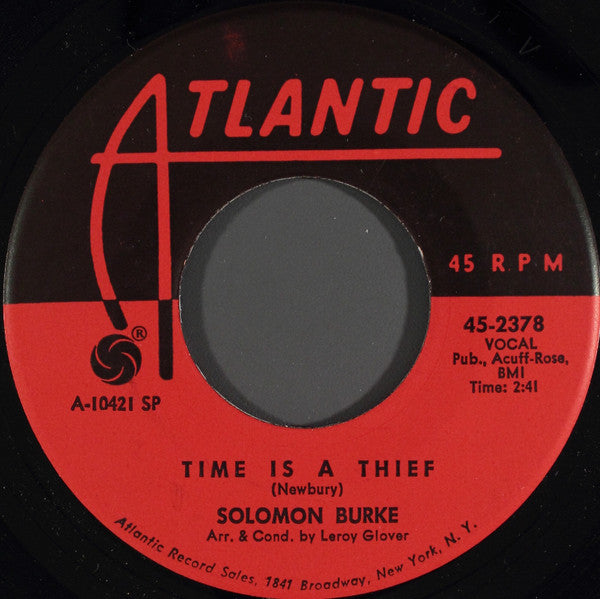 ATLANTIC
45 RPM
®
45-2378
VOCAL
Pub., Acuff-Rose,
BMI
Time: 2:41
A-10421 SP
TIME IS A THIEF
(Newbury)
SOLOMON BURKE
Arr. & Cond. by Leroy Glover
Atlantic Record Sales, 1841 Broadway, New York, N. Y.